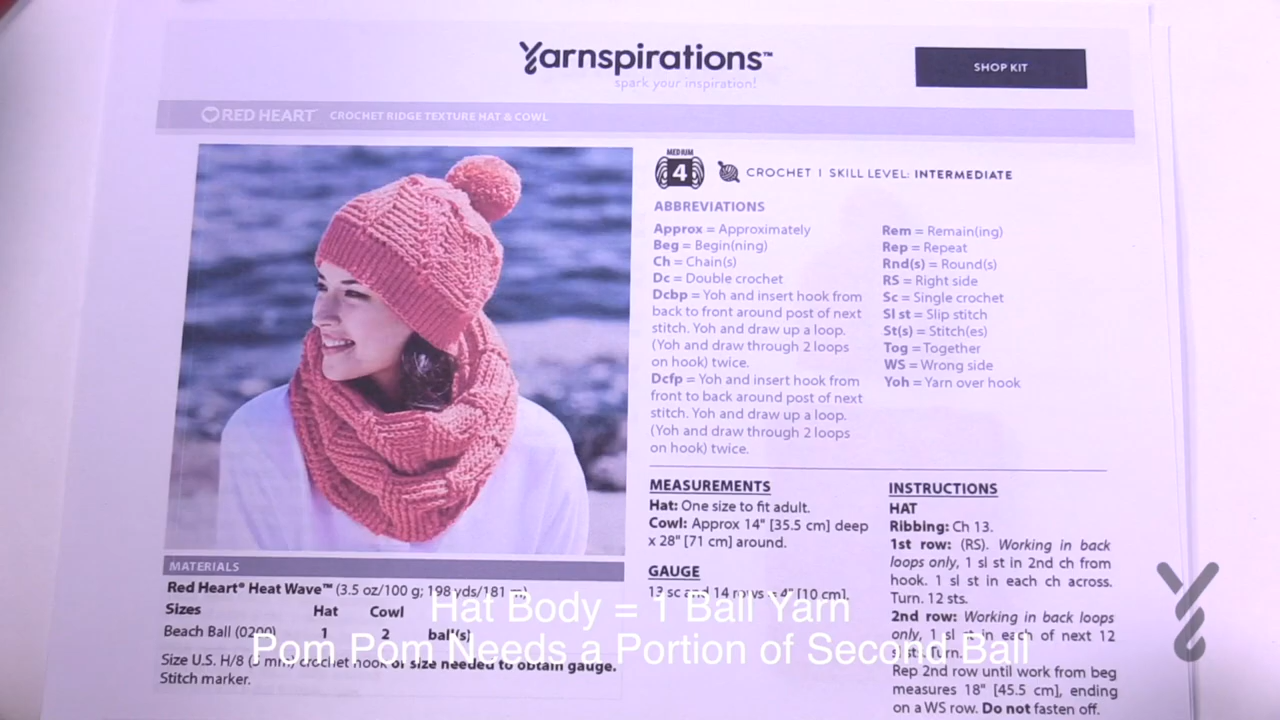 Yarnspirations™
spark your inspiration!
SHOP KIT
RED HEART® CROCHET RIDGE TEXTURE HAT & COWL
MEDIUM
4
CROCHET I SKILL LEVEL: INTERMEDIATE
ABBREVIATIONS
Approx = Approximately
Beg = Begin(ning)
Ch = Chain(s)
Dc = Double crochet
Dcbp = Yoh and insert hook from
back to front around post of next
stitch. Yoh and draw up a loop.
(Yoh and draw through 2 loops
on hook) twice.
Dcfp = Yoh and insert hook from
front to back around post of next
stitch. Yoh and draw up a loop.
(Yoh and draw through 2 loops
on hook) twice.
Rem = Remain(ing)
Rep = Repeat
Rnd(s) = Round(s)
RS = Right side
Sc = Single crochet
Sl st = Slip stitch
St(s) = Stitch(es)
Tog = Together
WS = Wrong side
Yoh = Yarn over hook
MEASUREMENTS
Hat: One size to fit adult.
Cowl: Approx 14" [35.5 cm] deep
x 28" [71 cm] around.
GAUGE
13 sc and 14 rows = 4" [10 cm].
INSTRUCTIONS
HAT
Ribbing: Ch 13.
1st row: (RS). Working in back
loops only, 1 sl st in 2nd ch from
hook. 1 sl st in each ch across.
Turn. 12 sts.
2nd row: Working in back loops
only, 1 sl st in each of next 12
sl sts. Turn.
Rep 2nd row until work from beg
measures 18" [45.5 cm], ending
on a WS row. Do not fasten off.
MATERIALS
Red Heart® Heat Wave™ (3.5 oz/100 g; 198 yds/181 m)
Sizes Hat Cowl
Beach Ball (0200) 1 2 ball(s)
Size U.S. H/8 (5 mm) crochet hook or size needed to obtain gauge.
Stitch marker.
Hat Body = 1 Ball Yarn
Pom Pom Needs a Portion of Second Ball